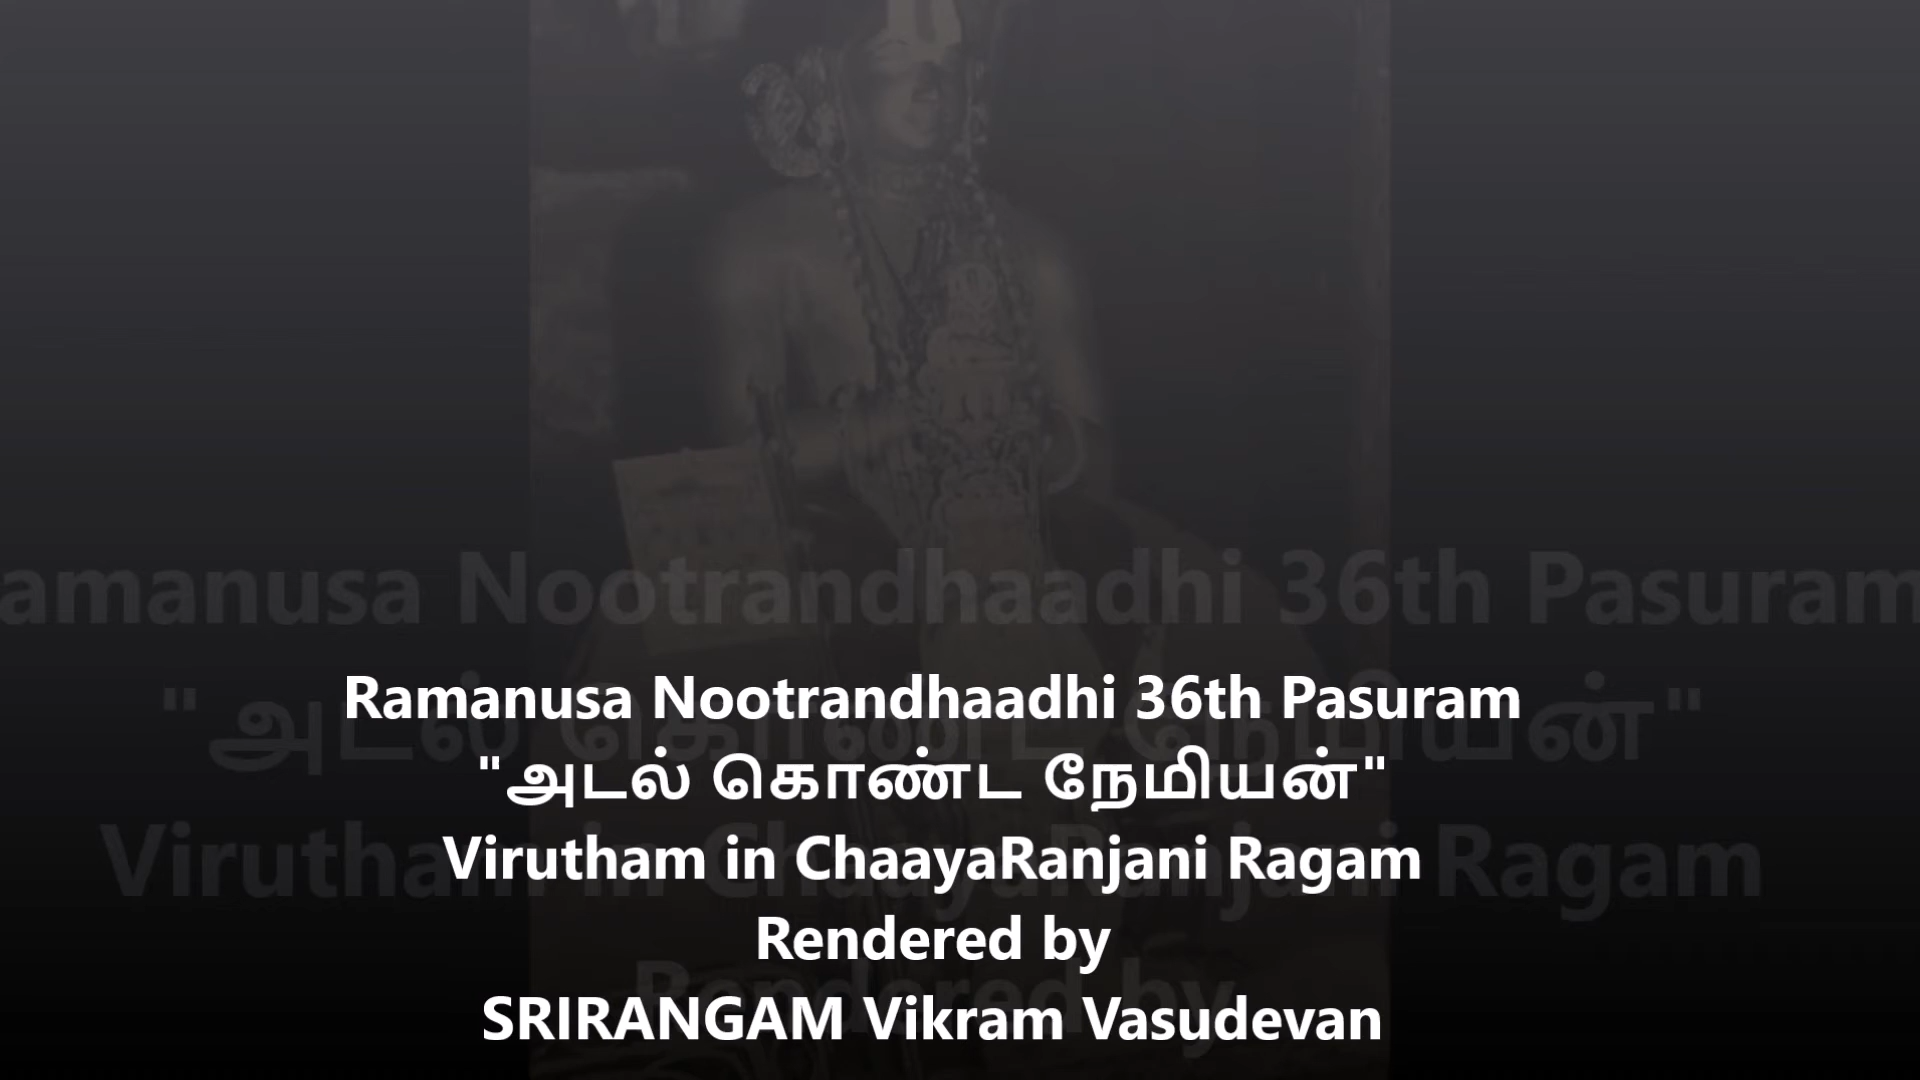 Ramanusa Nootrandhaadhi 36th Pasuram
"அடல் கொண்ட நேமியன்"
Virutham in ChaayaRanjani Ragam
Rendered by
SRIRANGAM Vikram Vasudevan